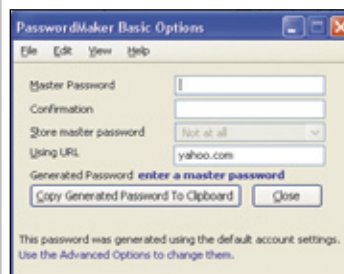 PasswordMaker Basic Options
File Edit View Help
Master Password
Confirmation
Store master password Not at all
Using URL yahoo.com
Generated Password enter a master password
Copy Generated Password To Clipboard Close
This password was generated using the default account settings.
Use the Advanced Options to change them.